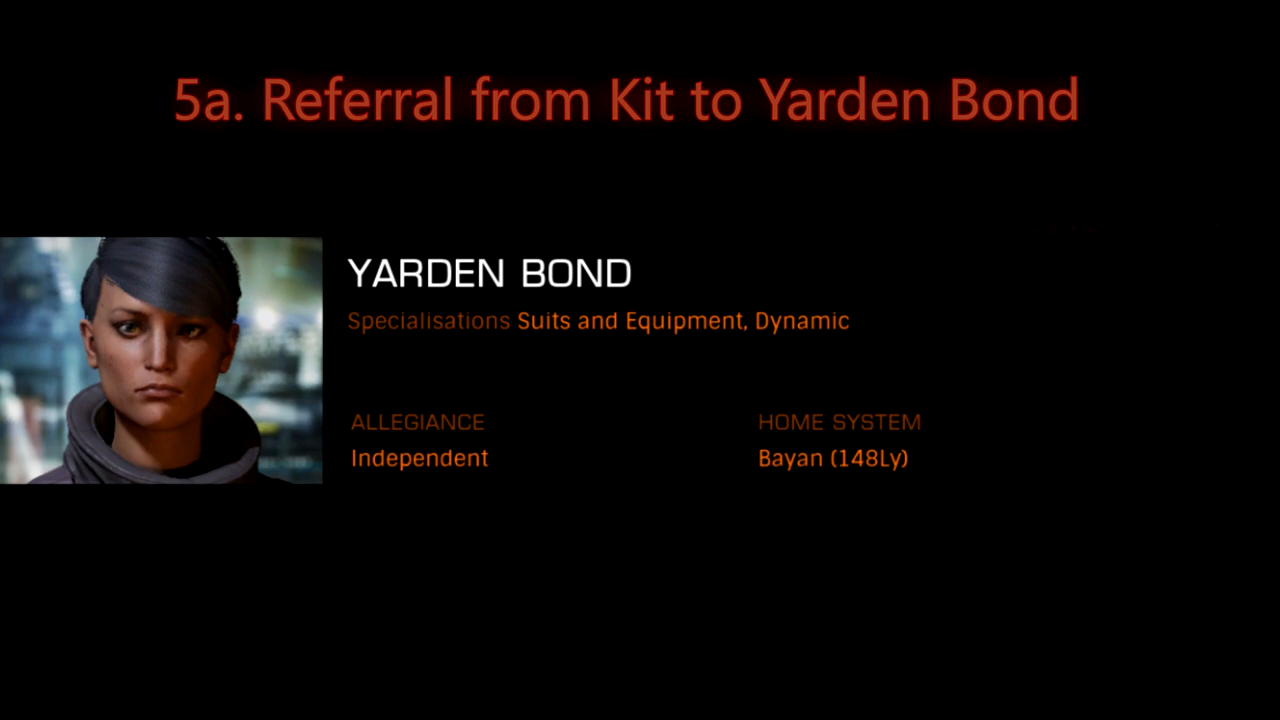 5a. Referral from Kit to Yarden Bond
YARDEN BOND
Specialisations Suits and Equipment, Dynamic
ALLEGIANCE
HOME SYSTEM
Independent
Bayan (148Ly)